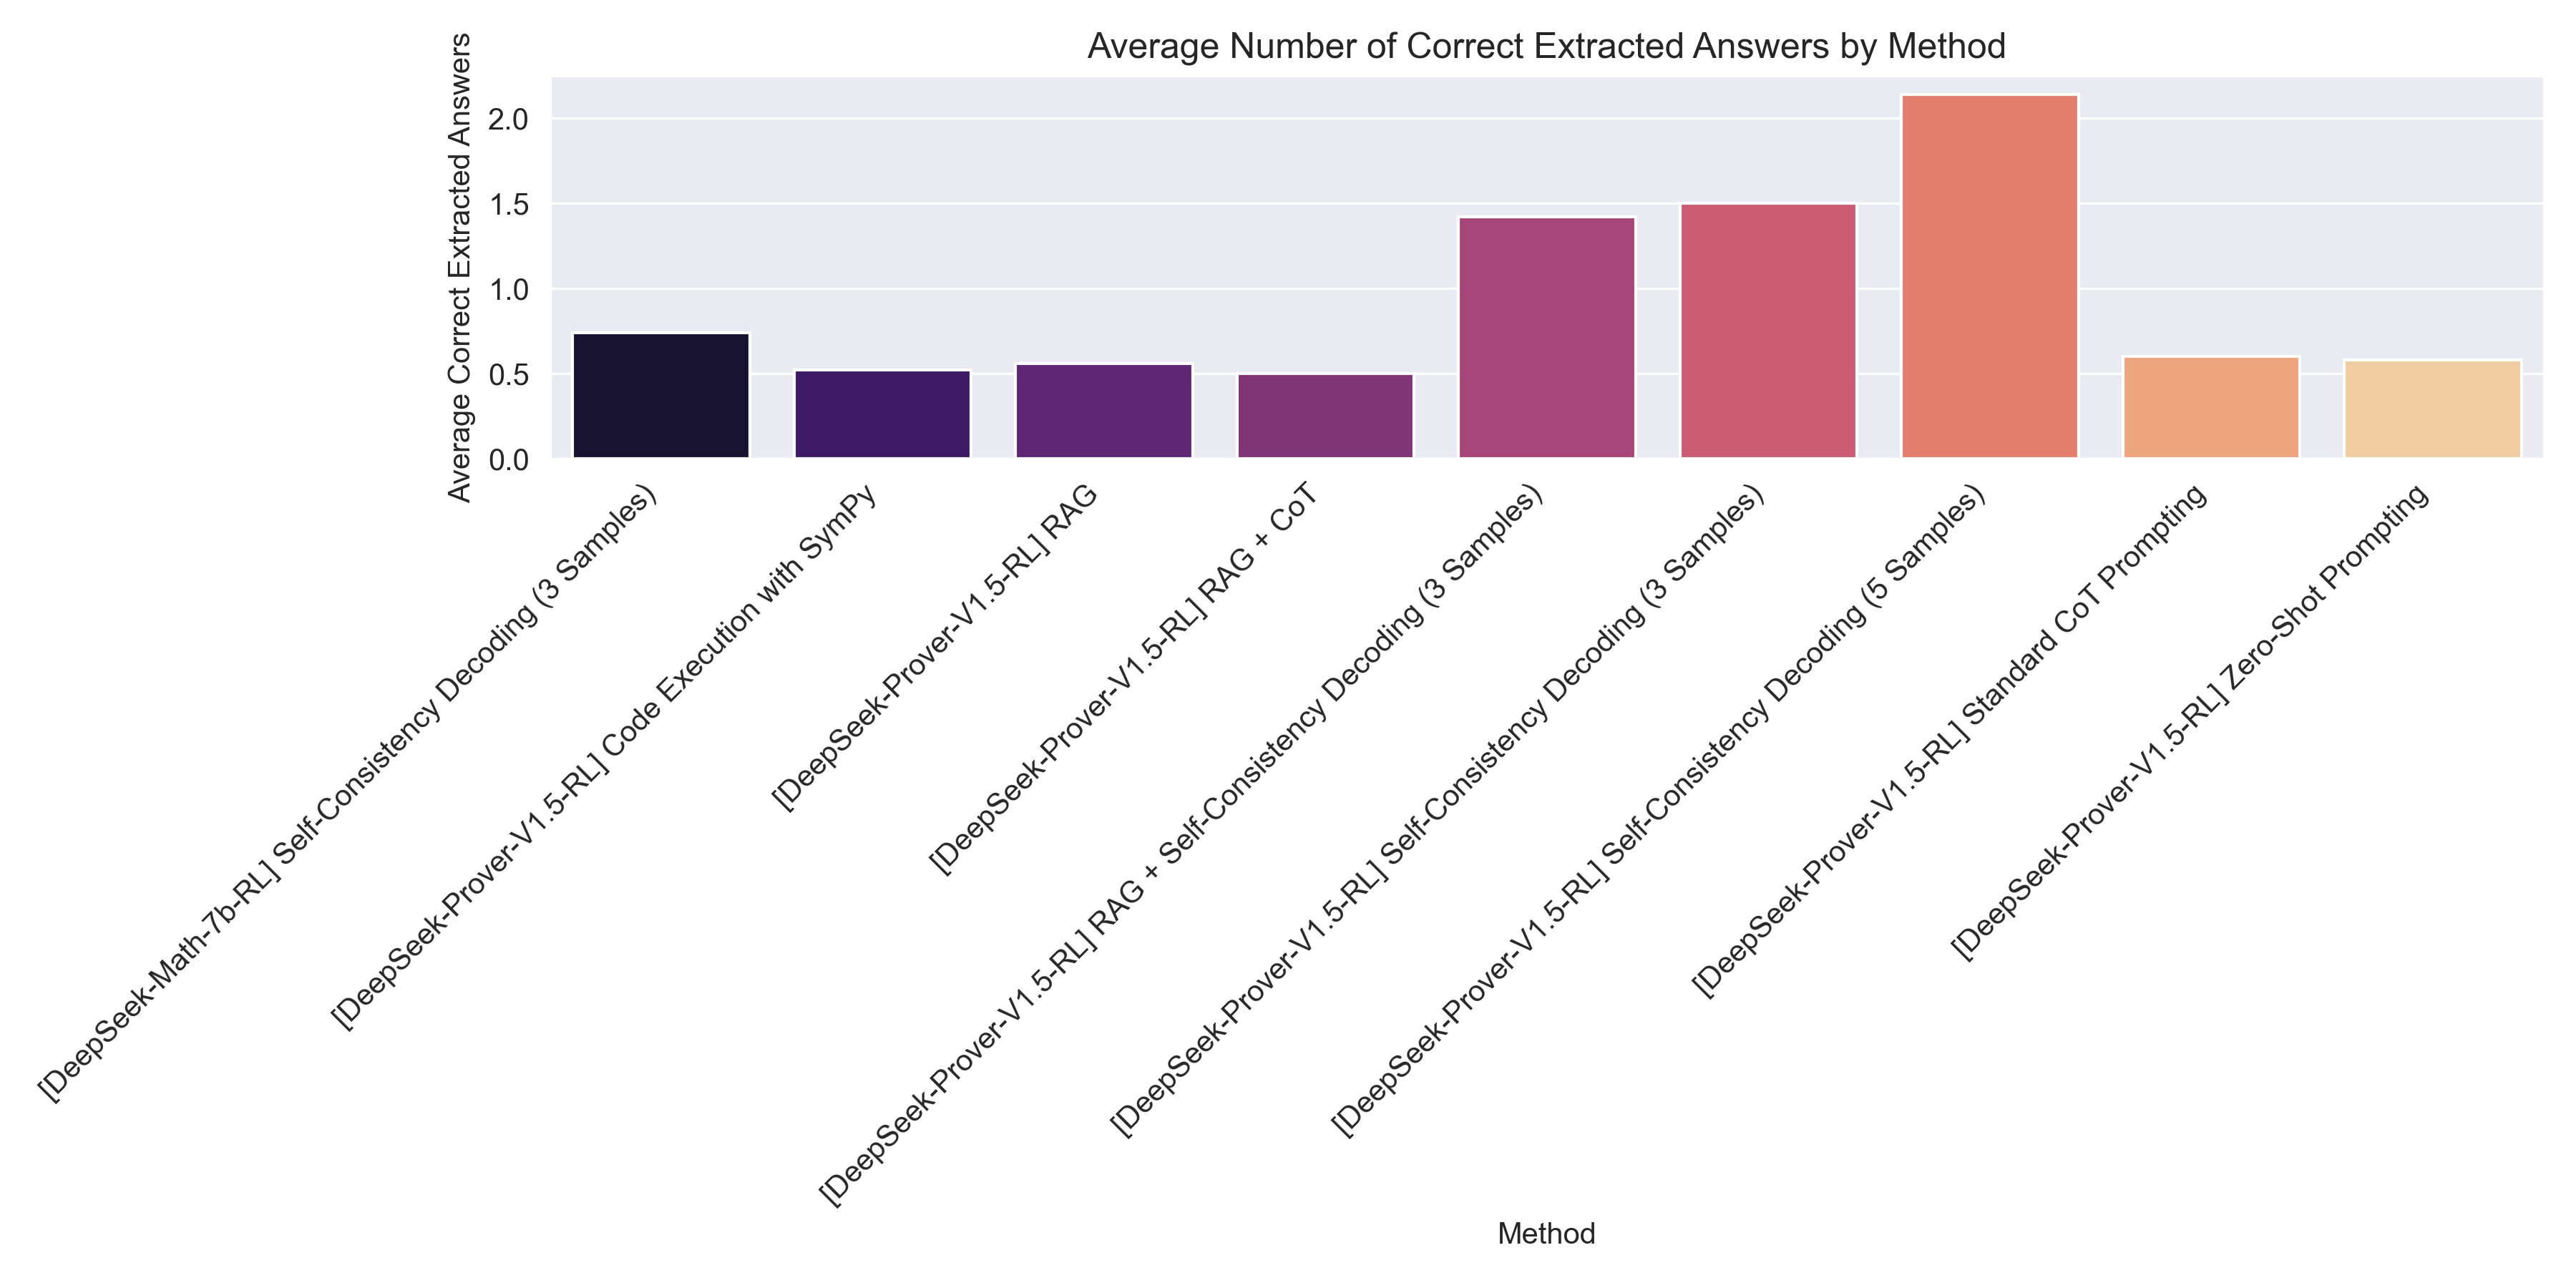 Average Number of Correct Extracted Answers by Method
Average Correct Extracted Answers
2.0
1.5
1.0
0.5
0.0
[DeepSeek-Math-7b-RL] Self-Consistency Decoding (3 Samples)
[DeepSeek-Prover-V1.5-RL] Code Execution with SymPy
[DeepSeek-Prover-V1.5-RL] RAG
[DeepSeek-Prover-V1.5-RL] RAG + CoT
[DeepSeek-Prover-V1.5-RL] RAG + Self-Consistency Decoding (3 Samples)
[DeepSeek-Prover-V1.5-RL] Self-Consistency Decoding (3 Samples)
[DeepSeek-Prover-V1.5-RL] Self-Consistency Decoding (5 Samples)
[DeepSeek-Prover-V1.5-RL] Standard CoT Prompting
[DeepSeek-Prover-V1.5-RL] Zero-Shot Prompting
Method